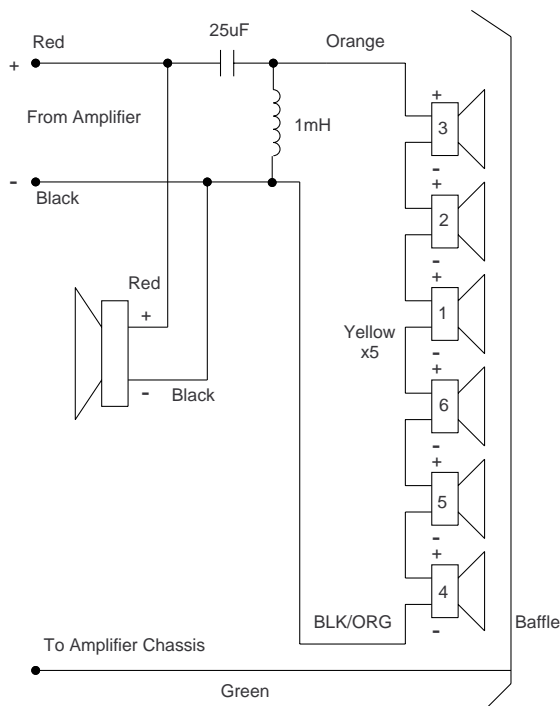 25uF
Red
Orange
+
+
3
From Amplifier
1mH
-
-
+
Black
2
-
Red
+
1
+
Yellow
x5
-
-
Black
+
6
-
+
5
-
+
4
BLK/ORG
-
Baffle
To Amplifier Chassis
Green